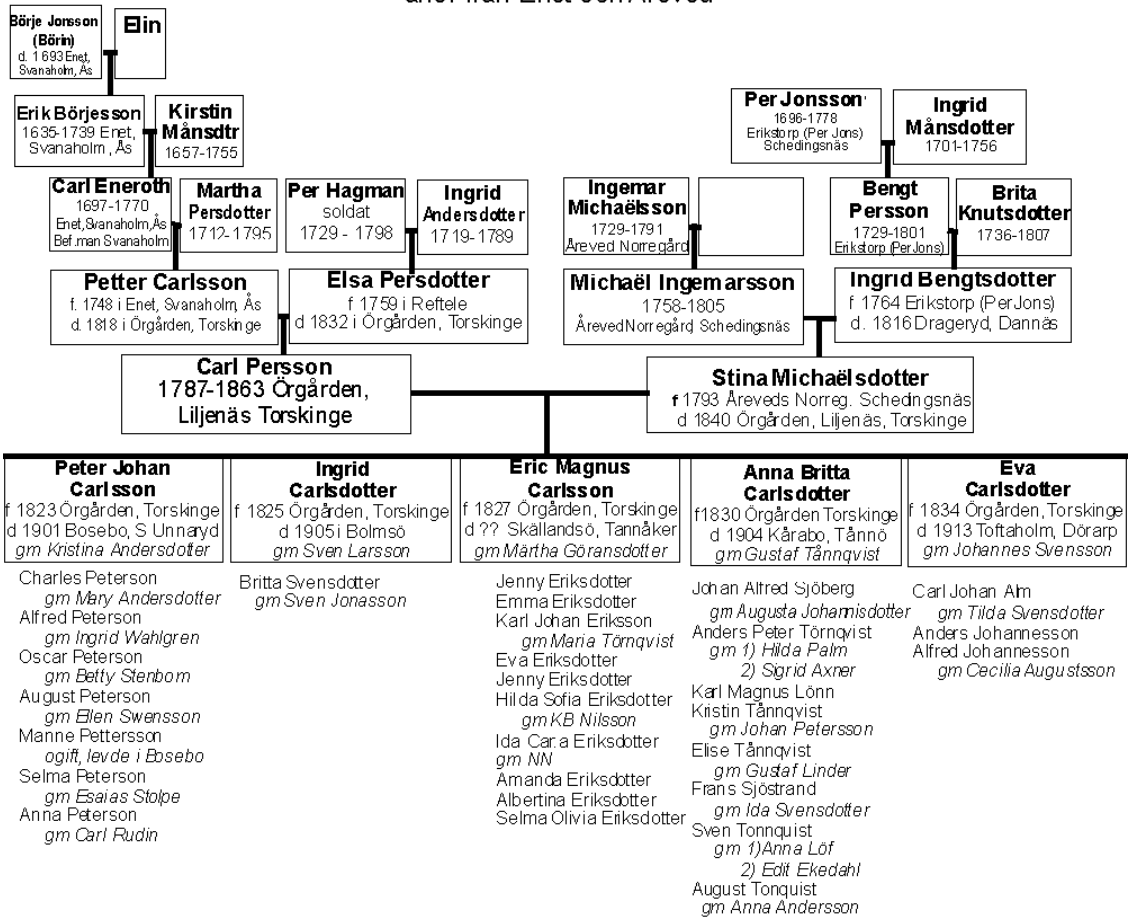 anor från Enet och Åreved
Börje Jonsson
(Börin)
d. 1693 Enet,
Svanaholm, Ås
Elin
Erik Börjesson
1635-1739 Enet,
Svanaholm, Ås
Kirstin
Månsdtr
1657-1755
Per Jonsson
1696-1778
Erikstorp (Per Jons)
Schedingsnäs
Ingrid
Månsdotter
1701-1756
Carl Eneroth
1697-1770
Enet, Svanaholm, Ås
Bef.man Svanaholm
Martha
Persdotter
1712-1795
Per Hagman
soldat
1729 - 1798
Ingrid
Andersdotter
1719-1789
Ingemar
Michaëlsson
1729-1791
Åreved Norregård
Bengt
Persson
1729-1801
Erikstorp (Per Jons)
Brita
Knutsdotter
1736-1807
Petter Carlsson
f. 1748 i Enet, Svanaholm, Ås
d. 1818 i Örgården, Torskinge
Elsa Persdotter
f 1759 i Reftele
d 1832 i Örgården, Torskinge
Michaël Ingemarsson
1758-1805
Åreved Norregård, Schedingsnäs
Ingrid Bengtsdotter
f 1764 Erikstorp (Per Jons)
d. 1816 Drageryd, Dannäs
Carl Persson
1787-1863 Örgården,
Liljenäs Torskinge
Stina Michaëlsdotter
f 1793 Åreveds Norreg. Schedingsnäs
d 1840 Örgården, Liljenäs, Torskinge
Peter Johan
Carlsson
f 1823 Örgården, Torskinge
d 1901 Bosebo, S Unnaryd
gm Kristina Andersdotter
Charles Peterson
gm Mary Andersdotter
Alfred Peterson
gm Ingrid Wahlgren
Oscar Peterson
gm Betty Stenbom
August Peterson
gm Ellen Swensson
Manne Pettersson
ogift, levde i Bosebo
Selma Peterson
gm Esaias Stolpe
Anna Peterson
gm Carl Rudin
Ingrid
Carlsdotter
f 1825 Örgården, Torskinge
d 1905 i Bolmsö
gm Sven Larsson
Britta Svensdotter
gm Sven Jonasson
Eric Magnus
Carlsson
f 1827 Örgården, Torskinge
d ?? Skällandsö, Tannåker
gm Märtha Göransdotter
Jenny Eriksdotter
Emma Eriksdotter
Karl Johan Eriksson
gm Maria Törnqvist
Eva Eriksdotter
Jenny Eriksdotter
Hilda Sofia Eriksdotter
gm KB Nilsson
Ida Car.a Eriksdotter
gm NN
Amanda Eriksdotter
Albertina Eriksdotter
Selma Olivia Eriksdotter
Anna Britta
Carlsdotter
f1830 Örgården Torskinge
d 1904 Kårabo, Tånnö
gm Gustaf Tånnqvist
Johan Alfred Sjöberg
gm Augusta Johannisdotter
Anders Peter Törnqvist
gm 1) Hilda Palm
2) Sigrid Axner
Karl Magnus Lönn
Kristin Tånnqvist
gm Johan Petersson
Elise Tånnqvist
gm Gustaf Linder
Frans Sjöstrand
gm Ida Svensdotter
Sven Tonnquist
gm 1)Anna Löf
2) Edit Ekedahl
August Tonquist
gm Anna Andersson
Eva
Carlsdotter
f 1834 Örgården, Torskinge
d 1913 Toftaholm, Dörarp
gm Johannes Svensson
Carl Johan Alm
gm Tilda Svensdotter
Anders Johannesson
Alfred Johannesson
gm Cecilia Augustsson